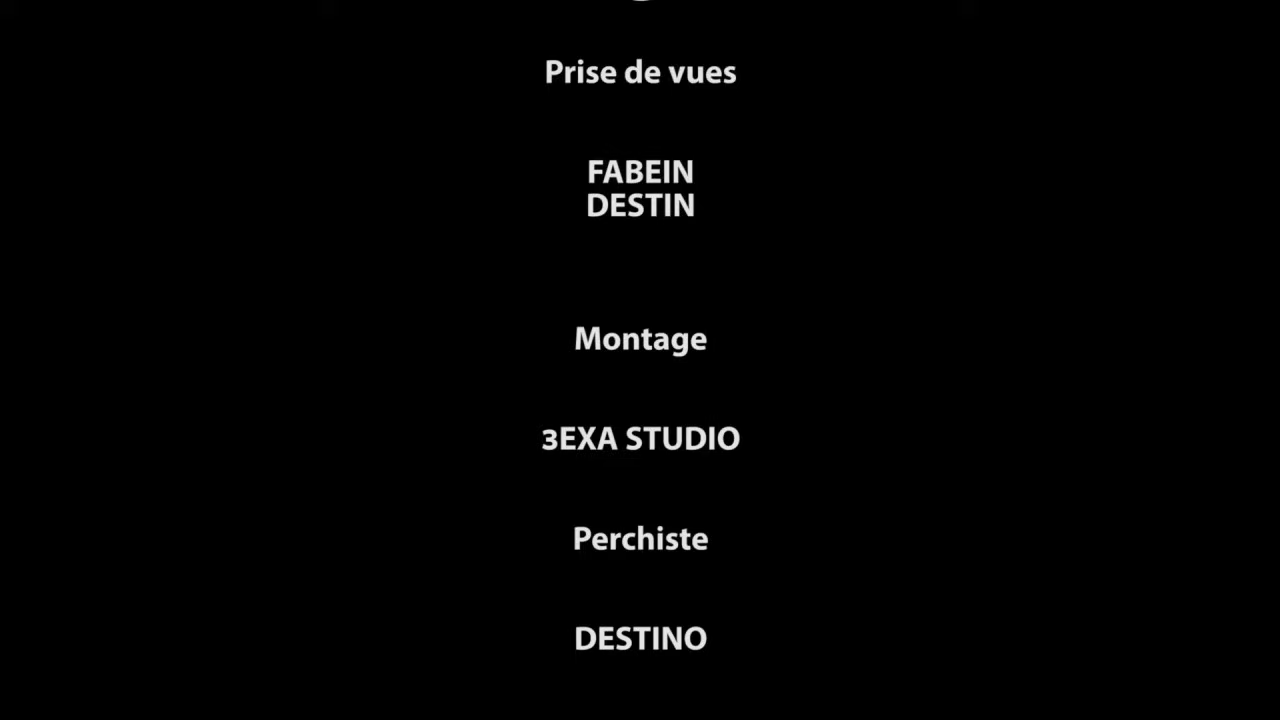 Prise de vues
FABEIN
DESTIN
Montage
3EXA STUDIO
Perchiste
DESTINO